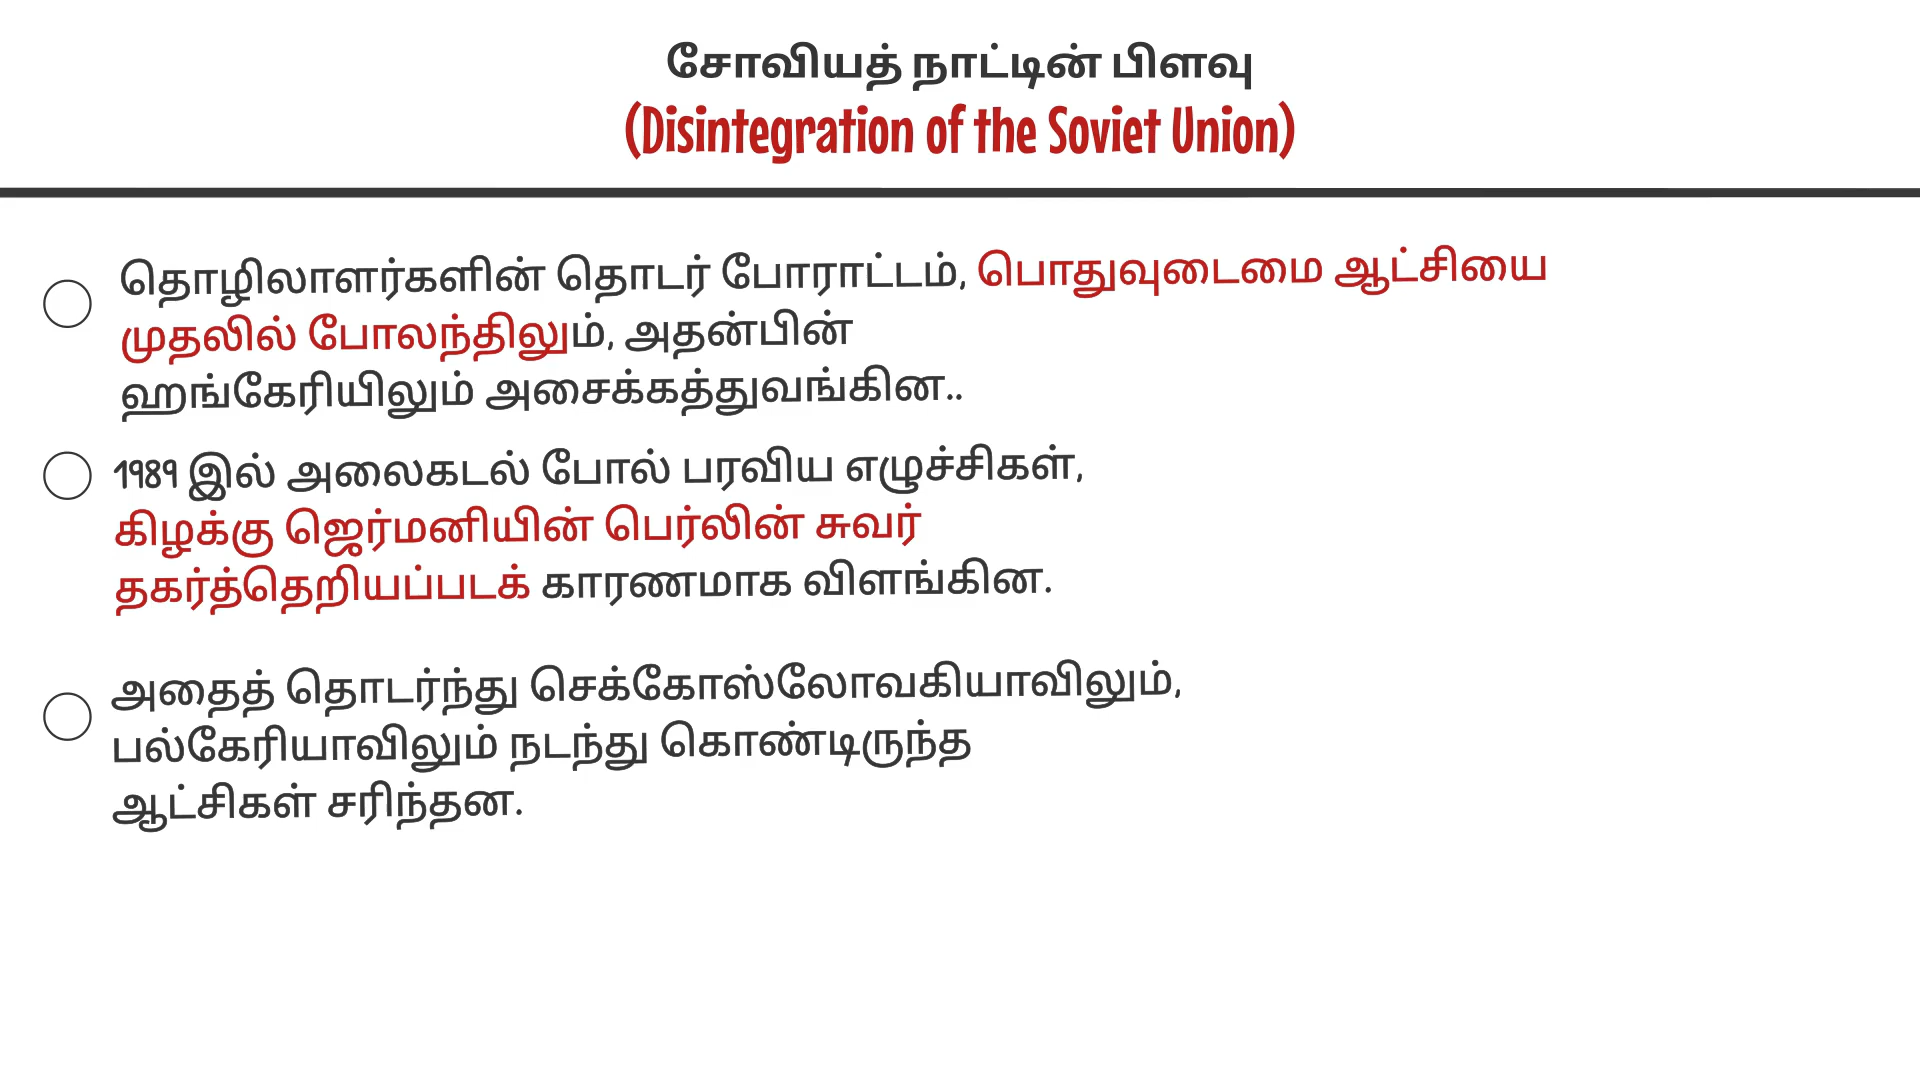 சோவியத் நாட்டின் பிளவு
(Disintegration of the Soviet Union)
தொழிலாளர்களின் தொடர் போராட்டம், பொதுவுடைமை ஆட்சியை
முதலில் போலந்திலும், அதன்பின்
ஹங்கேரியிலும் அசைக்கத்துவங்கின..
1989 இல் அலைகடல் போல் பரவிய எழுச்சிகள்,
கிழக்கு ஜெர்மனியின் பெர்லின் சுவர்
தகர்த்தெறியப்படக் காரணமாக விளங்கின.
அதைத் தொடர்ந்து செக்கோஸ்லோவகியாவிலும்,
பல்கேரியாவிலும் நடந்து கொண்டிருந்த
ஆட்சிகள் சரிந்தன.